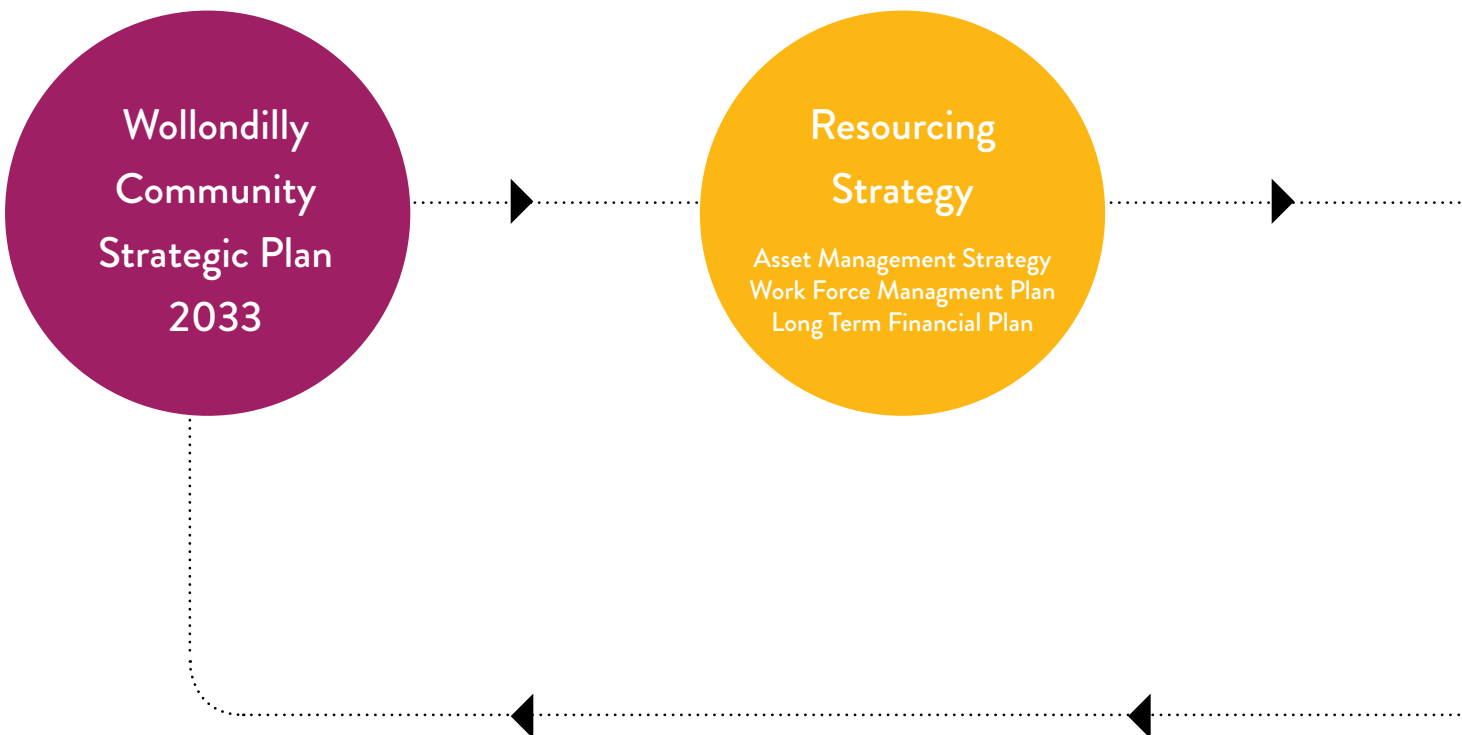 Wollondilly
Community
Strategic Plan
2033
Resourcing
Strategy
Asset Management Strategy
Work Force Managment Plan
Long Term Financial Plan